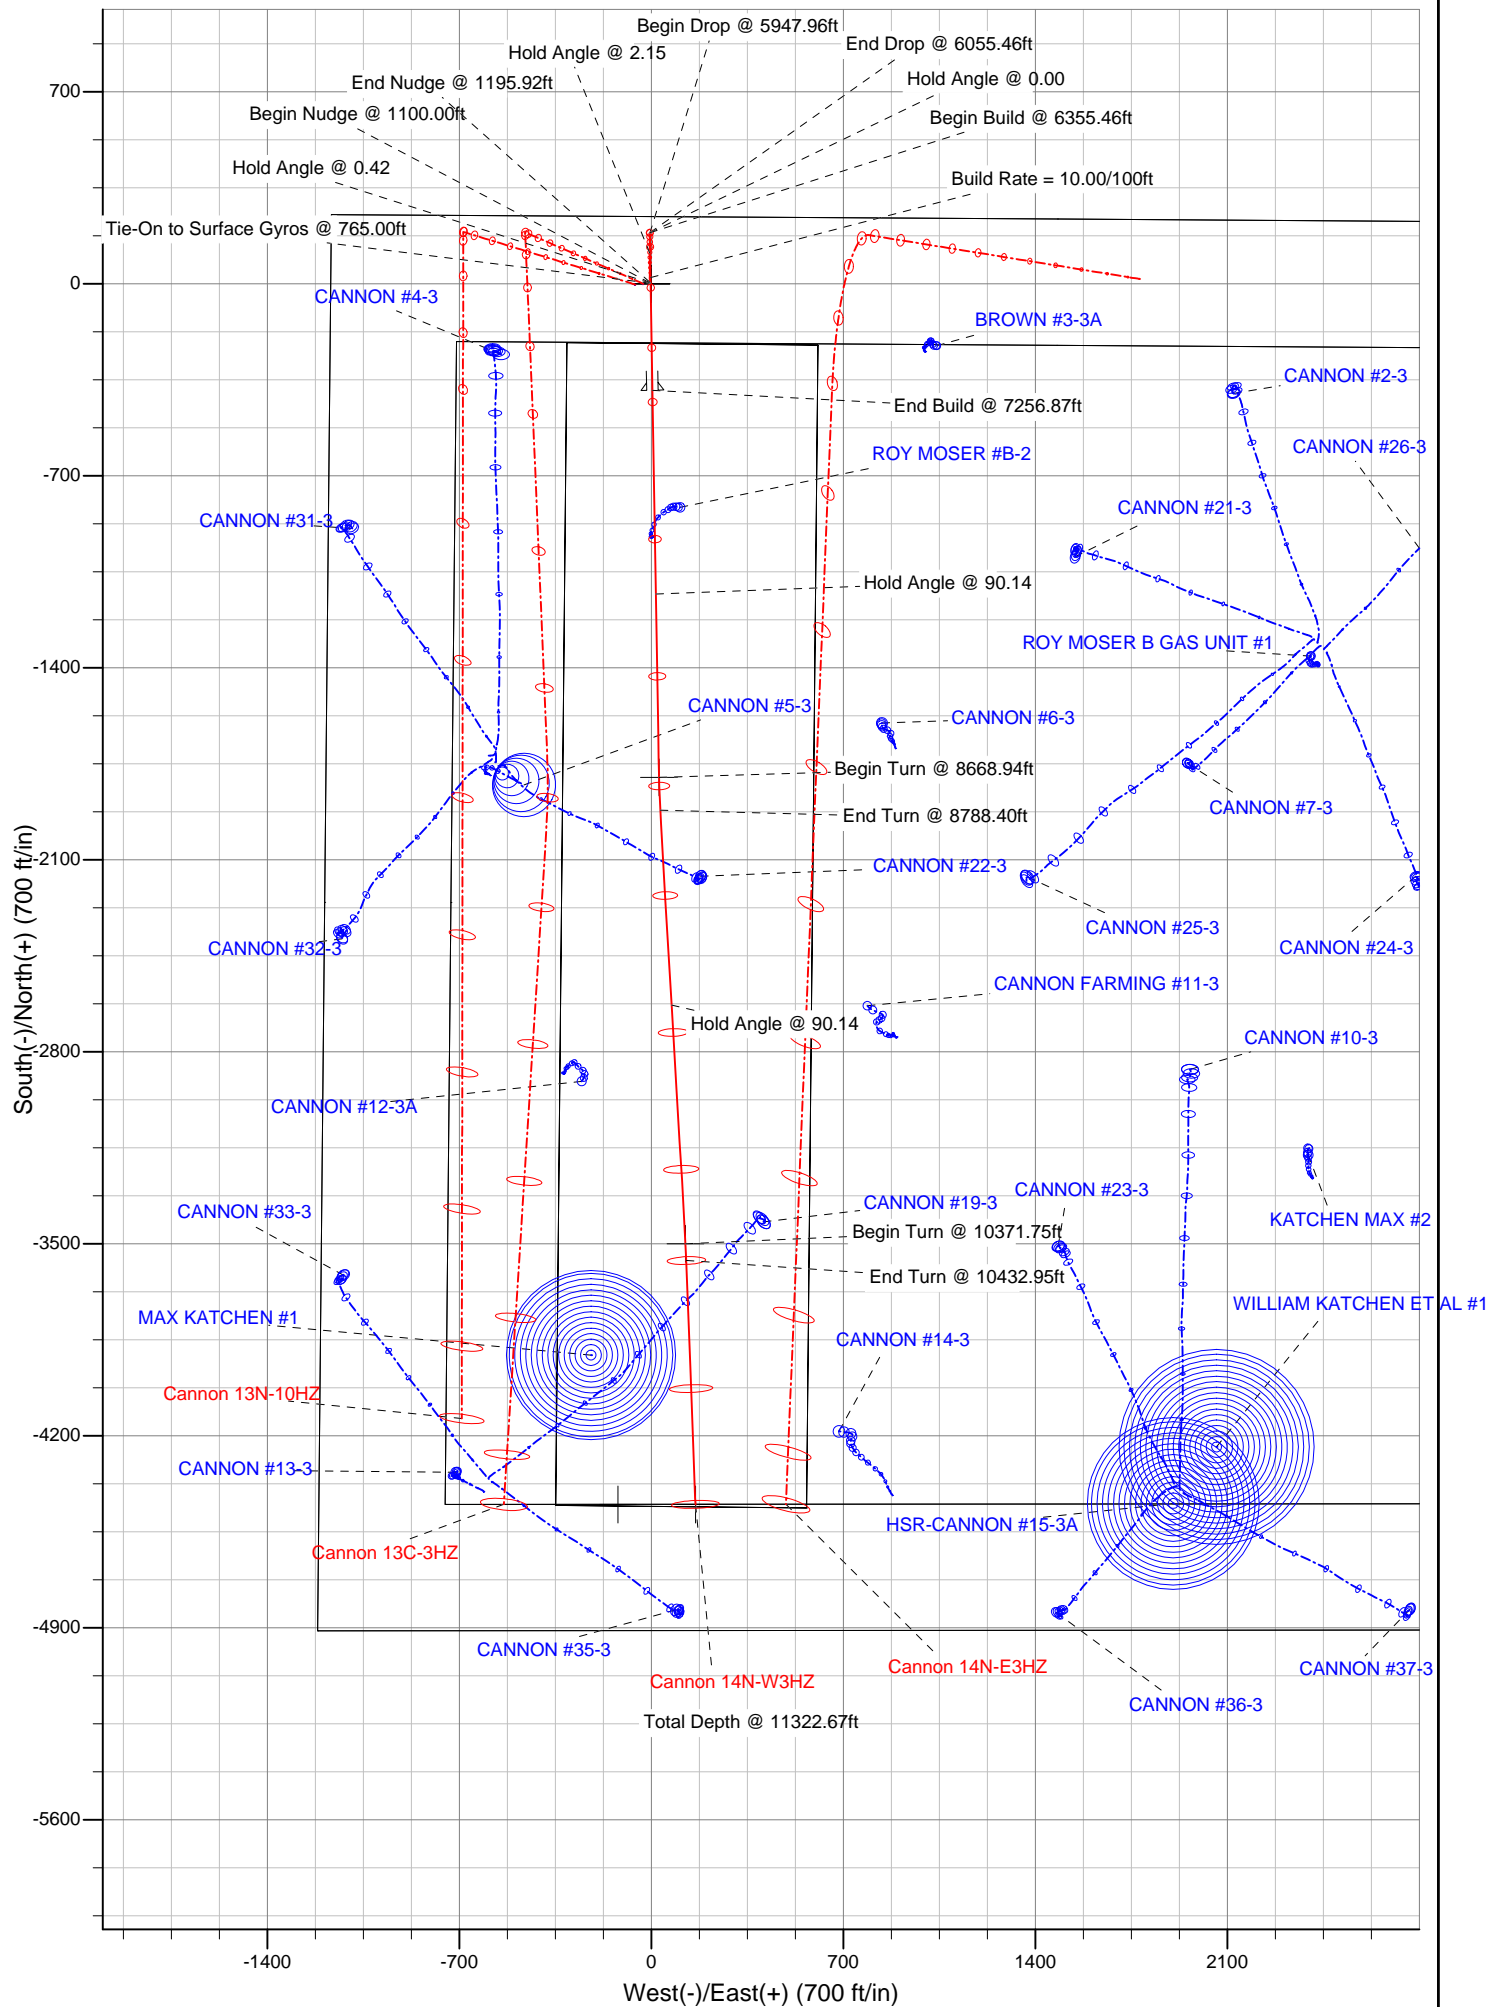 Begin Drop @ 5947.96ft
End Drop @ 6055.46ft
Hold Angle @ 2.15
Hold Angle @ 0.00
End Nudge @ 1195.92ft
Begin Nudge @ 1100.00ft
Begin Build @ 6355.46ft
Hold Angle @ 0.42
Build Rate = 10.00/100ft
Tie-On to Surface Gyros @ 765.00ft
CANNON #4-3
BROWN #3-3A
CANNON #2-3
End Build @ 7256.87ft
ROY MOSER #B-2
CANNON #26-3
CANNON #31-3
CANNON #21-3
Hold Angle @ 90.14
ROY MOSER B GAS UNIT #1
CANNON #5-3
CANNON #6-3
Begin Turn @ 8668.94ft
CANNON #7-3
End Turn @ 8788.40ft
CANNON #22-3
CANNON #25-3
CANNON #32-3
CANNON #24-3
CANNON FARMING #11-3
Hold Angle @ 90.14
CANNON #10-3
CANNON #12-3A
CANNON #19-3
CANNON #23-3
CANNON #33-3
KATCHEN MAX #2
Begin Turn @ 10371.75ft
End Turn @ 10432.95ft
WILLIAM KATCHEN ET AL #1
MAX KATCHEN #1
CANNON #14-3
Cannon 13N-10HZ
CANNON #13-3
HSR-CANNON #15-3A
Cannon 13C-3HZ
CANNON #35-3
Cannon 14N-W3HZ
Cannon 14N-E3HZ
CANNON #37-3
CANNON #36-3
Total Depth @ 11322.67ft
700
0
-700
-1400
-2100
-2800
-3500
-4200
-4900
-5600
South(-)/North(+) (700 ft/in)
-1400
-700
0
700
1400
2100
West(-)/East(+) (700 ft/in)